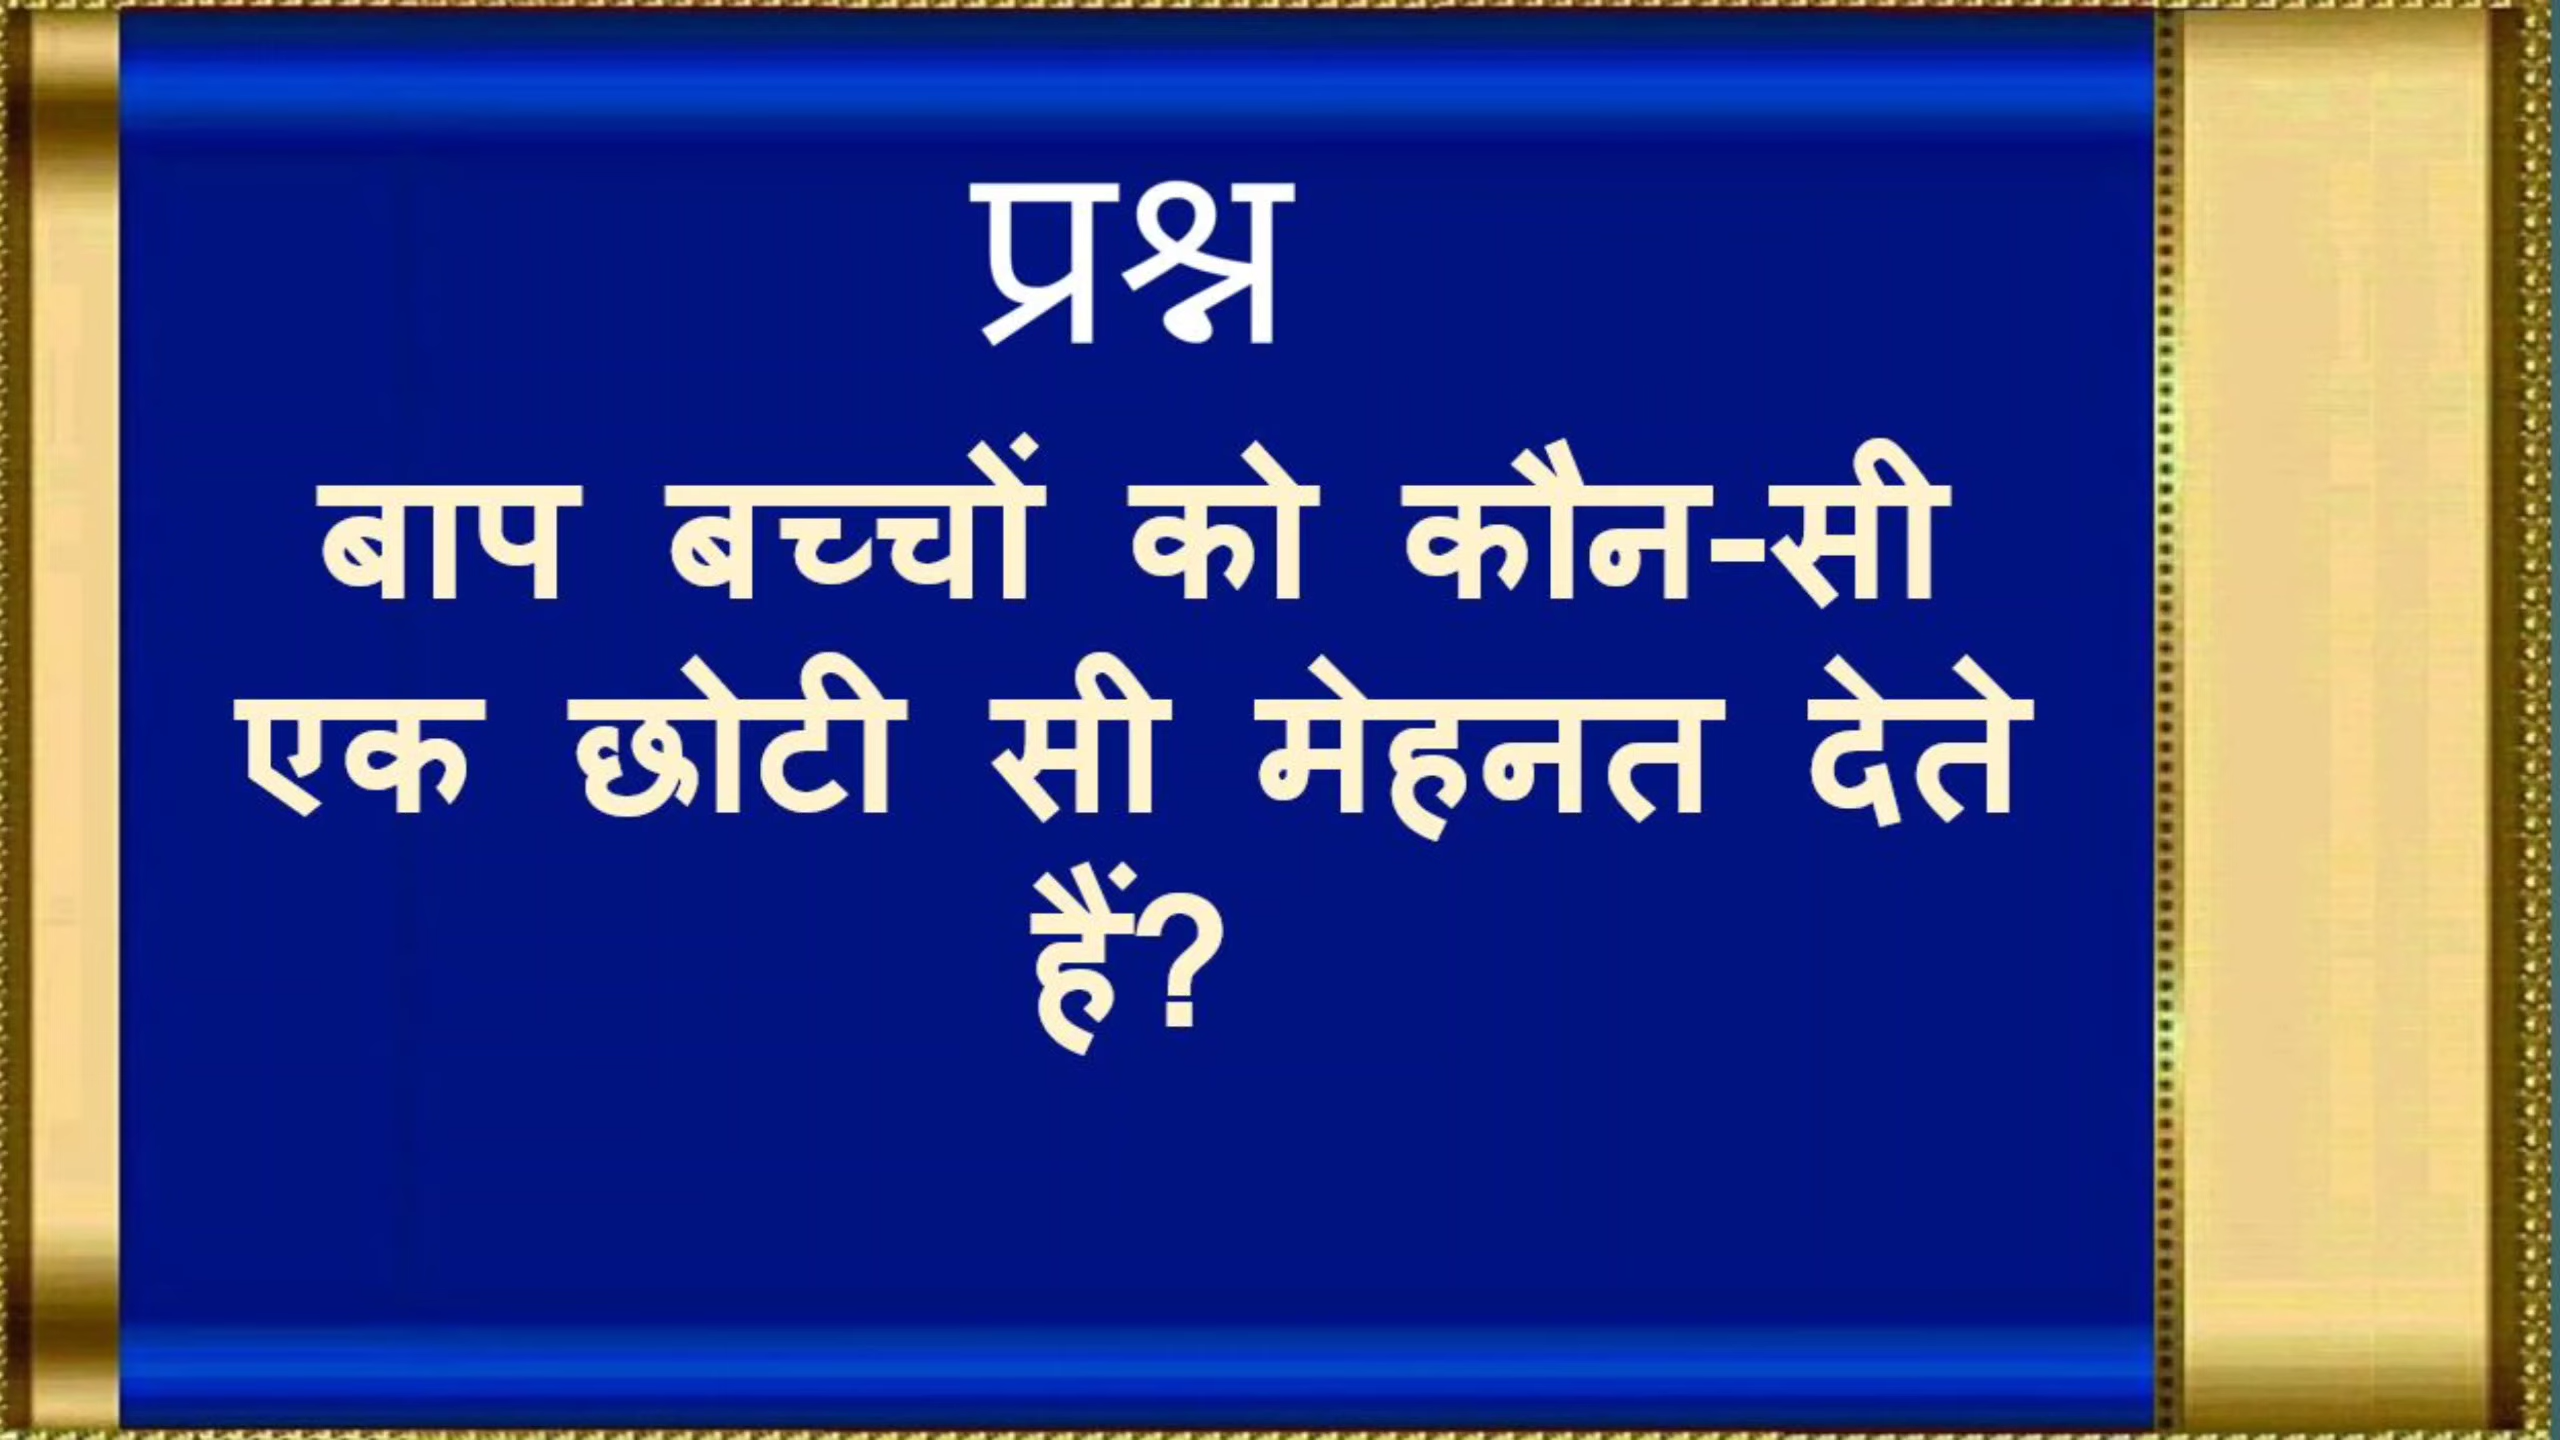 प्रश्न
बाप बच्चों को कौन-सी
एक छोटी सी मेहनत देते
हैं?